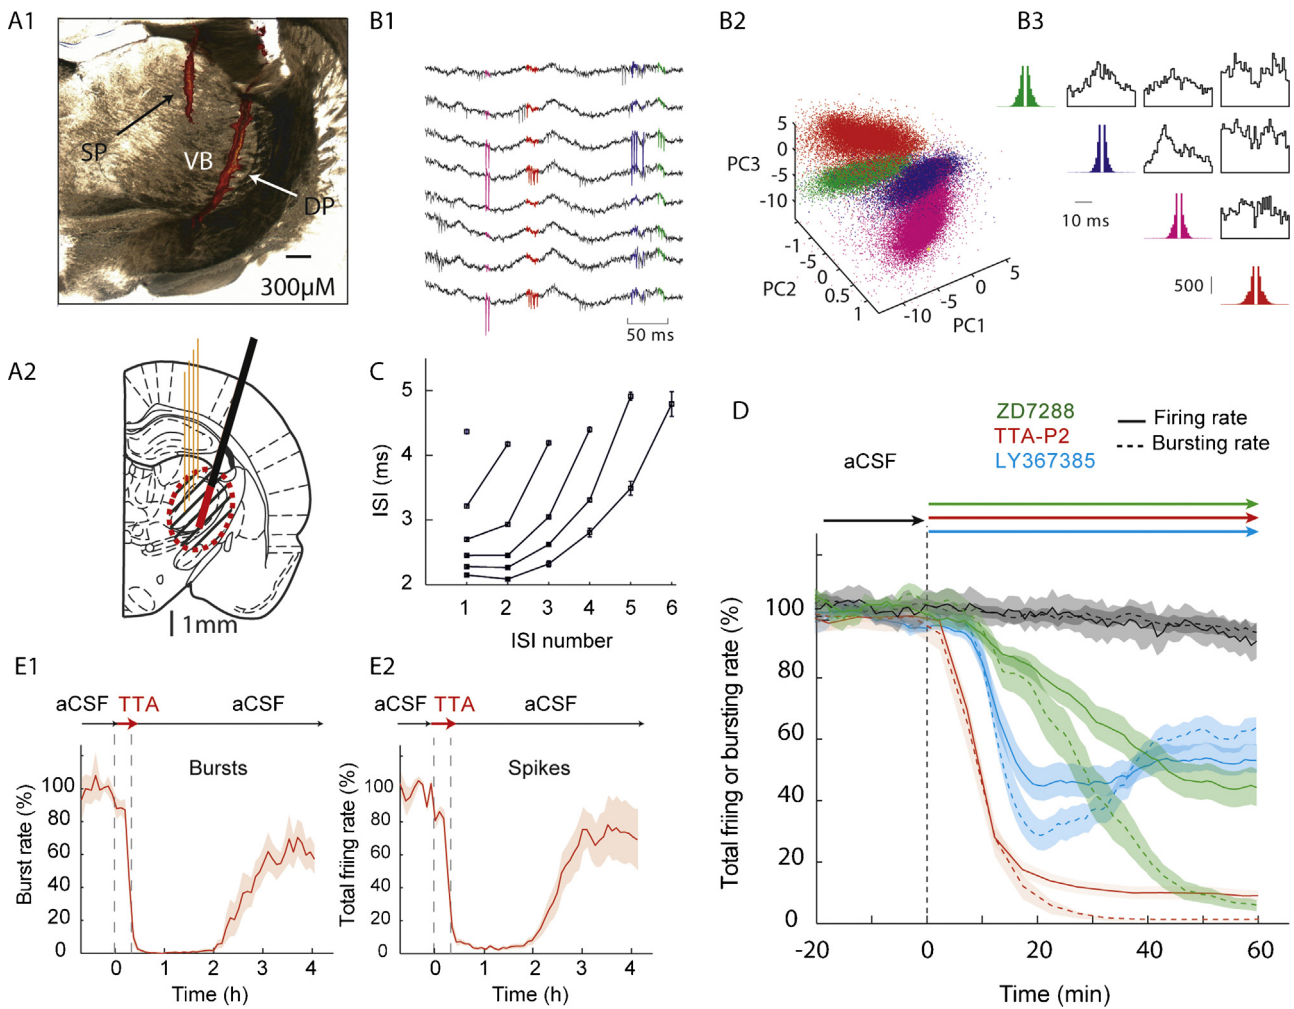 A1
SP
VB
DP
300µM
B1
50 ms
B2
5
0
-5
-10
PC3
-1
-5
0
0.5
1
PC2
-10
-5
0
5
PC1
B3
10 ms
500
A2
1mm
C
5
4
3
2
ISI (ms)
1 2 3 4 5 6
ISI number
D
ZD7288
TTA-P2
LY367385
Firing rate
Bursting rate
aCSF
100
80
60
40
20
0
Total friing or bursting rate (%)
-20 0 20 40 60
Time (min)
E1
aCSF TTA aCSF
Bursts
100
80
60
40
20
0
Burst rate (%)
0 1 2 3 4
Time (h)
E2
aCSF TTA aCSF
Spikes
100
80
60
40
20
0
Total friing rate (%)
0 1 2 3 4
Time (h)